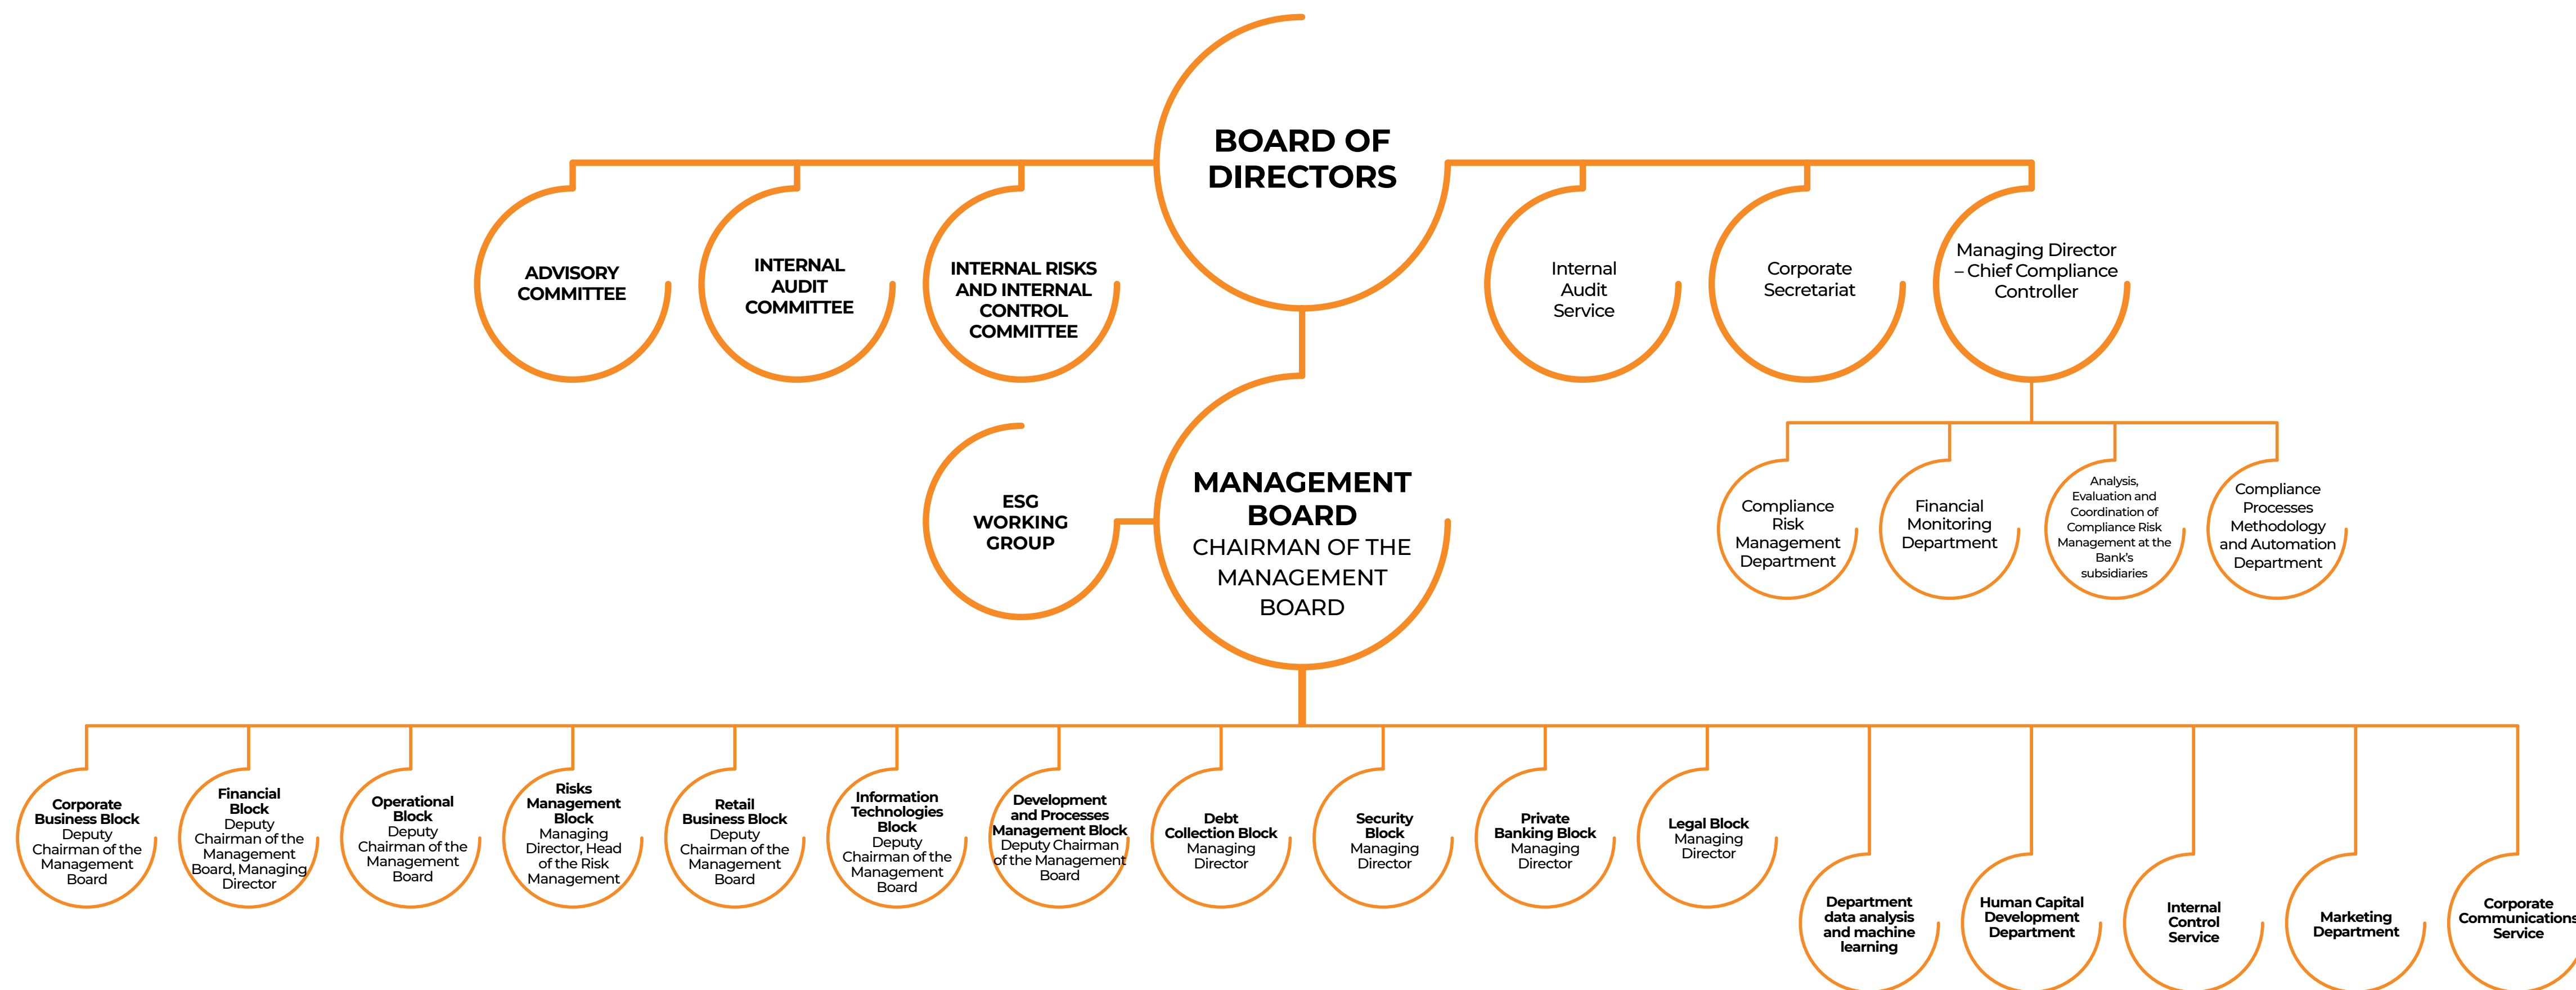 BOARD OF
DIRECTORS
ADVISORY
COMMITTEE
INTERNAL
AUDIT
COMMITTEE
INTERNAL RISKS
AND INTERNAL
CONTROL
COMMITTEE
Internal
Audit
Service
Corporate
Secretariat
Managing Director
– Chief Compliance
Controller
ESG
WORKING
GROUP
MANAGEMENT
BOARD
CHAIRMAN OF THE
MANAGEMENT
BOARD
Compliance
Risk
Management
Department
Financial
Monitoring
Department
Analysis,
Evaluation and
Coordination of
Compliance Risk
Management at the
Bank's
subsidiaries
Compliance
Processes
Methodology
and Automation
Department
Corporate
Business Block
Deputy
Chairman of the
Management
Board
Financial
Block
Deputy
Chairman of the
Management
Board, Managing
Director
Operational
Block
Deputy
Chairman of the
Management
Board
Risks
Management
Block
Managing
Director, Head
of the Risk
Management
Retail
Business Block
Deputy
Chairman of the
Management
Board
Information
Technologies
Block
Deputy
Chairman of the
Management
Board
Development
and Processes
Management Block
Deputy Chairman
of the Management
Board
Debt
Collection Block
Managing
Director
Security
Block
Managing
Director
Private
Banking Block
Managing
Director
Legal Block
Managing
Director
Department
data analysis
and machine
learning
Human Capital
Development
Department
Internal
Control
Service
Marketing
Department
Corporate
Communications
Service